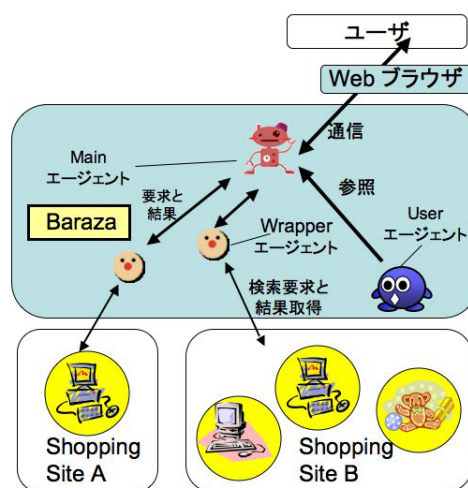 ユーザ
Web ブラウザ
通信
Main
エージェント
参照
要求と
結果
Baraza
Wrapper
エージェント
User
エージェント
検索要求と
結果取得
Shopping
Site A
Shopping
Site B